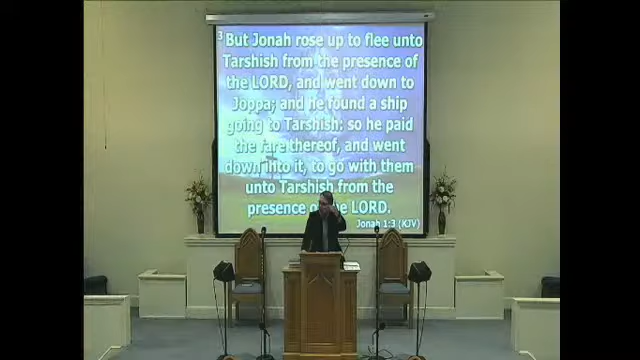 3 But Jonah rose up to flee unto
Tarshish from the presence of
the LORD, and went down to
Joppa; and he found a ship
going to Tarshish: so he paid
the fare thereof, and went
down into it, to go with them
unto Tarshish from the
presence of the LORD.
Jonah 1:3 (KJV)